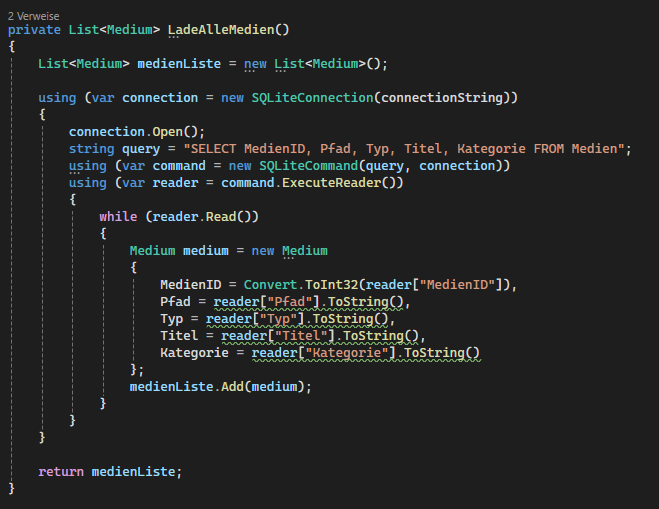 2 Verweise
private List<Medium> LadeAlleMedien()
{
    List<Medium> medienListe = new List<Medium>();

    using (var connection = new SQLiteConnection(connectionString))
    {
        connection.Open();
        string query = "SELECT MedienID, Pfad, Typ, Titel, Kategorie FROM Medien";
        using (var command = new SQLiteCommand(query, connection))
        using (var reader = command.ExecuteReader())
        {
            while (reader.Read())
            {
                Medium medium = new Medium
                {
                    MedienID = Convert.ToInt32(reader["MedienID"]),
                    Pfad = reader["Pfad"].ToString(),
                    Typ = reader["Typ"].ToString(),
                    Titel = reader["Titel"].ToString(),
                    Kategorie = reader["Kategorie"].ToString()
                };
                medienListe.Add(medium);
            }
        }
    }

    return medienListe;
}